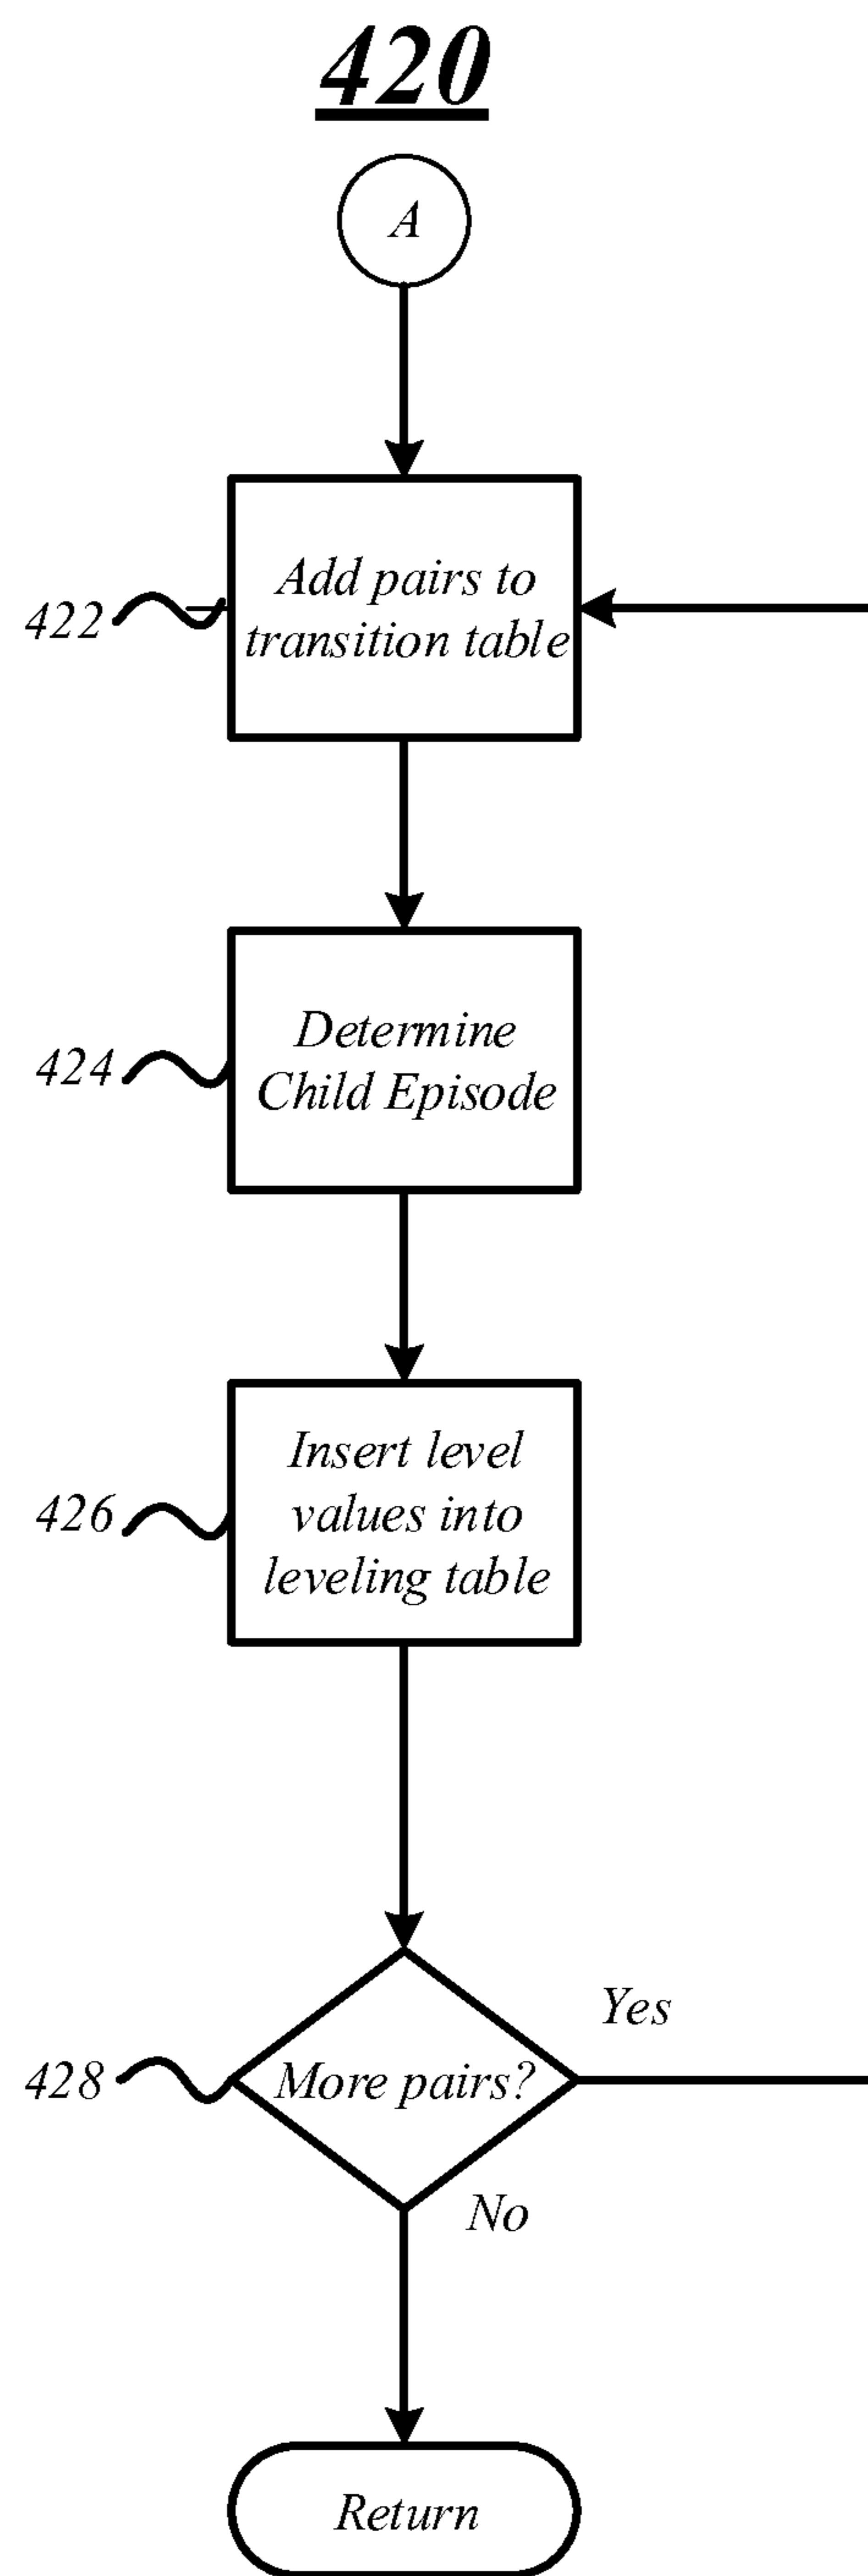 420
A
422
Add pairs to
transition table
424
Determine
Child Episode
426
Insert level
values into
leveling table
Yes
428
More pairs?
No
Return